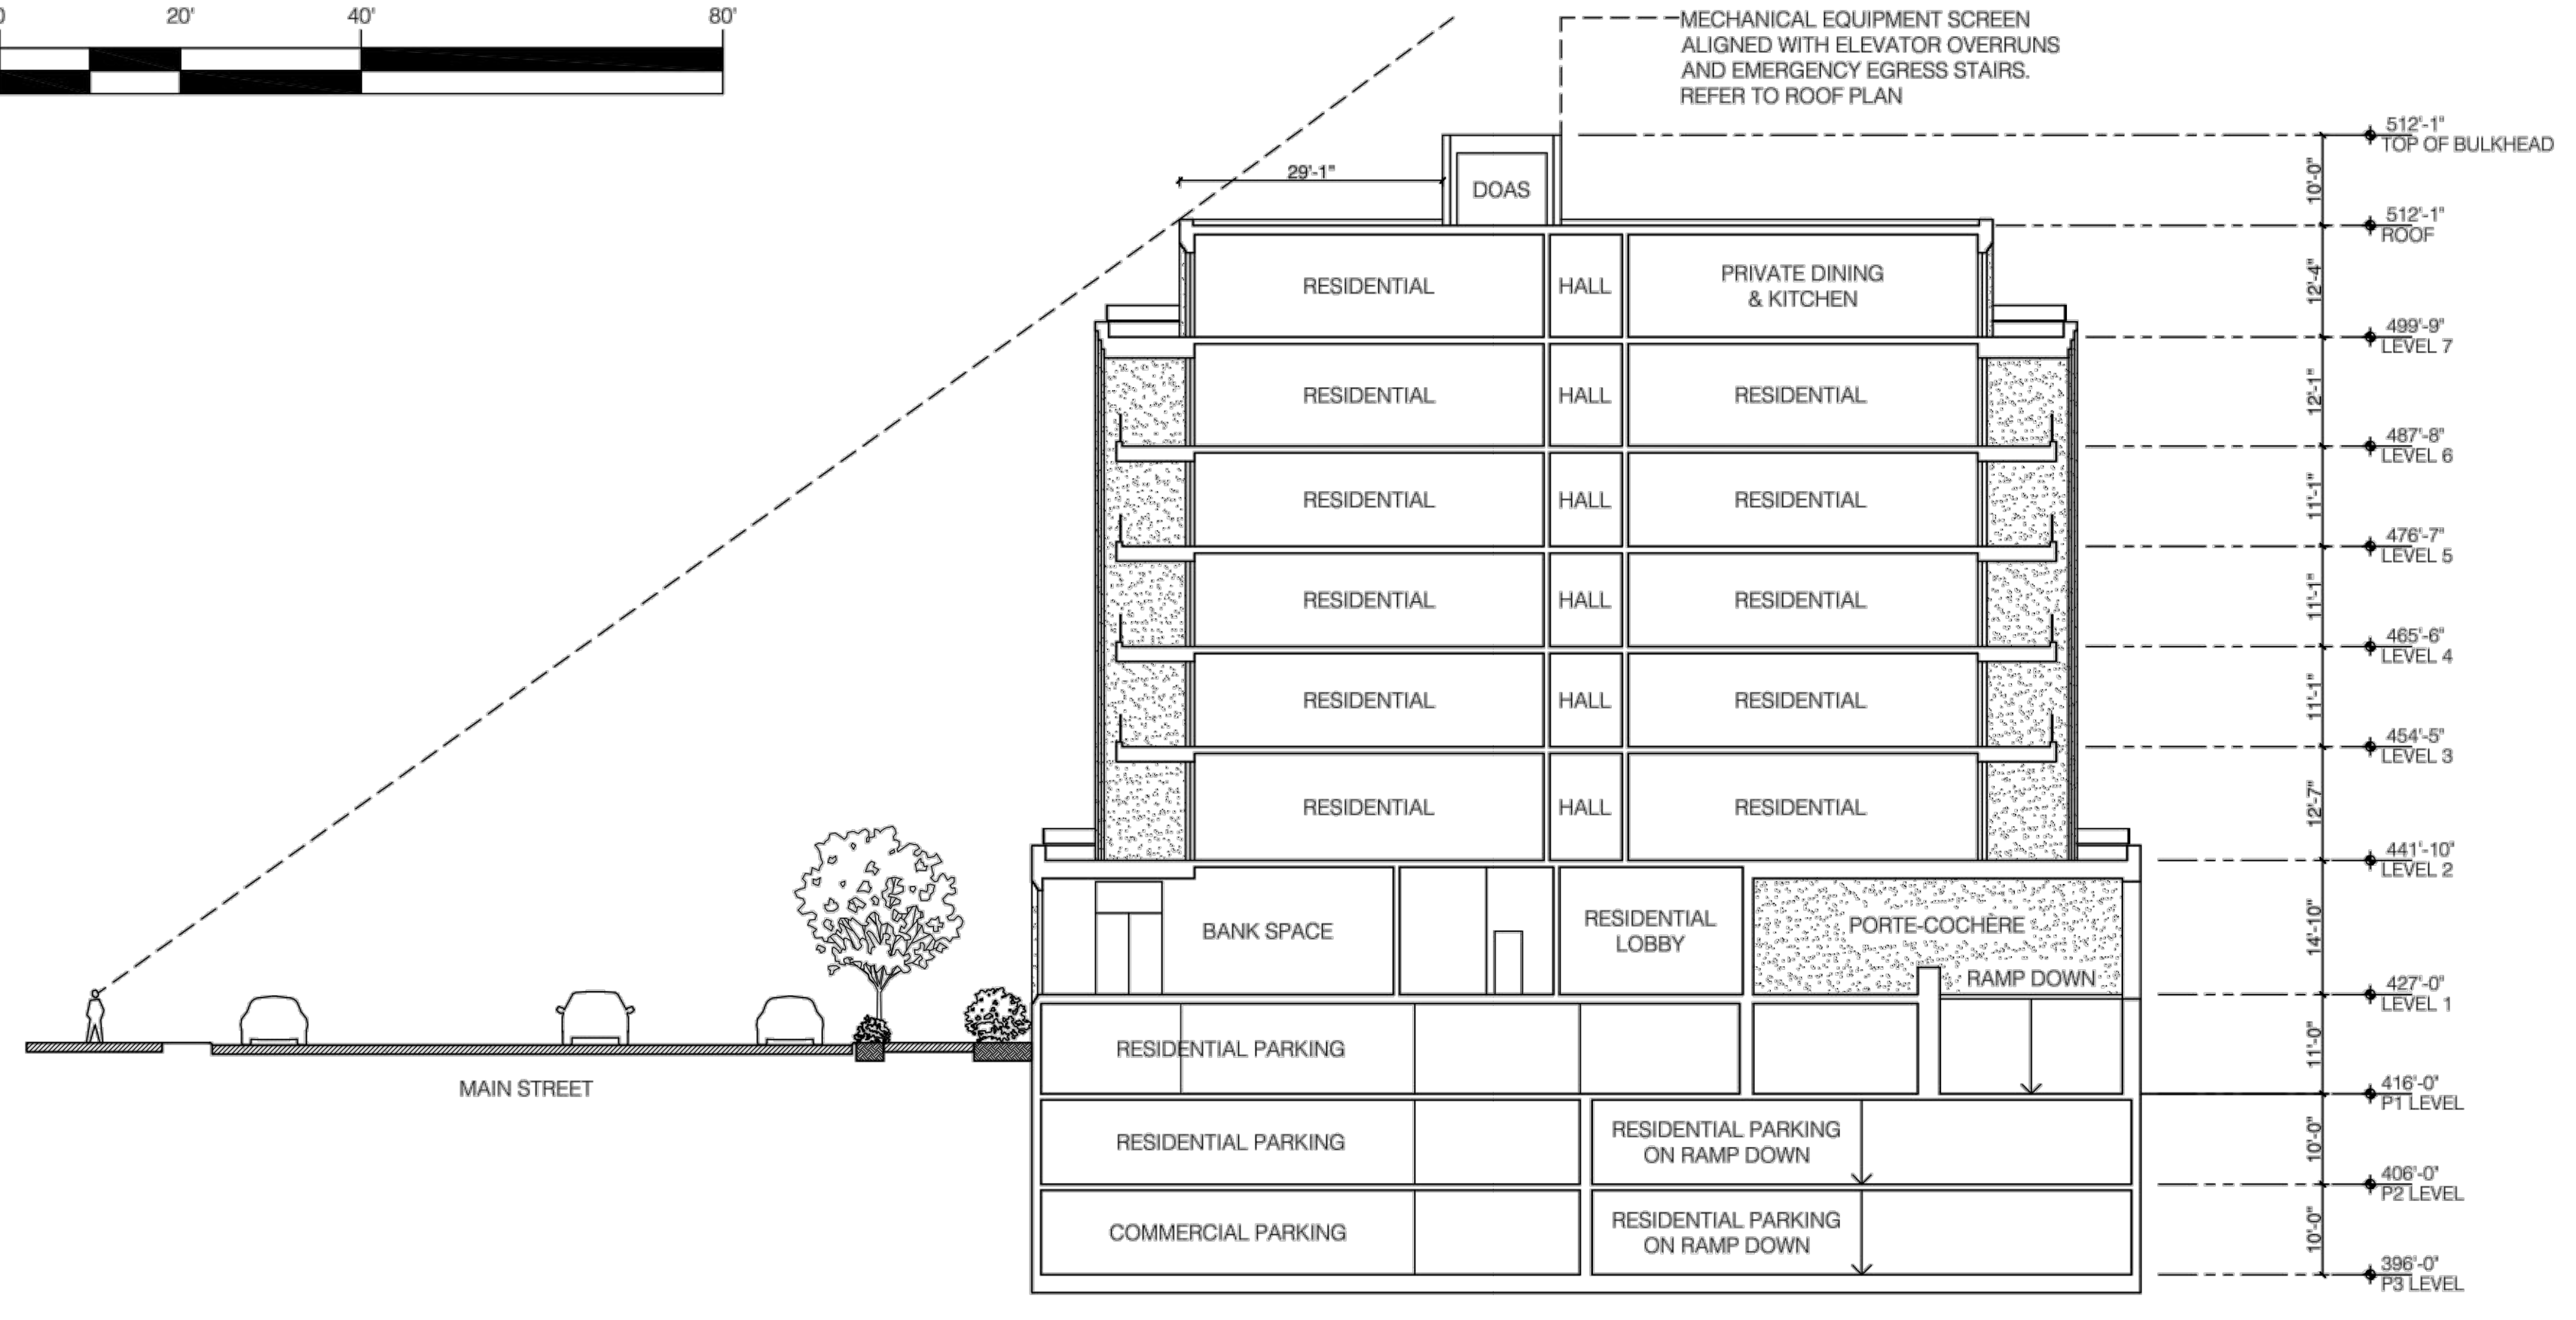 0 20' 40' 80'
MECHANICAL EQUIPMENT SCREEN
ALIGNED WITH ELEVATOR OVERRUNS
AND EMERGENCY EGRESS STAIRS.
REFER TO ROOF PLAN
512'-1"
TOP OF BULKHEAD
10'-0"
29'-1"
DOAS
512'-1"
ROOF
12'-4"
RESIDENTIAL HALL PRIVATE DINING
& KITCHEN
499'-9"
LEVEL 7
12'-1"
RESIDENTIAL HALL RESIDENTIAL
487'-8"
LEVEL 6
11'-1"
RESIDENTIAL HALL RESIDENTIAL
476'-7"
LEVEL 5
11'-1"
RESIDENTIAL HALL RESIDENTIAL
465'-6"
LEVEL 4
11'-1"
RESIDENTIAL HALL RESIDENTIAL
454'-5"
LEVEL 3
12'-7"
RESIDENTIAL HALL RESIDENTIAL
441'-10"
LEVEL 2
14'-10"
BANK SPACE
RESIDENTIAL
LOBBY
PORTE-COCHÈRE
RAMP DOWN
427'-0"
LEVEL 1
11'-0"
RESIDENTIAL PARKING
MAIN STREET
416'-0"
P1 LEVEL
10'-0"
RESIDENTIAL PARKING
RESIDENTIAL PARKING
ON RAMP DOWN
406'-0"
P2 LEVEL
10'-0"
COMMERCIAL PARKING
RESIDENTIAL PARKING
ON RAMP DOWN
396'-0"
P3 LEVEL